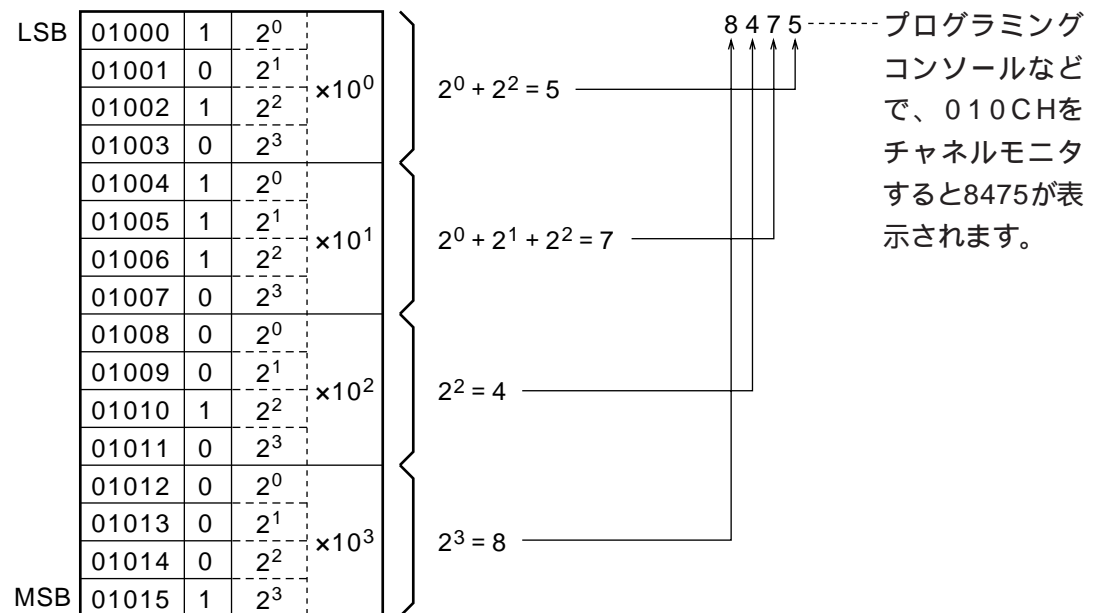 LSB 01000 1 2⁰
01001 0 2¹
01002 1 2²
01003 0 2³
×10⁰
2⁰ + 2² = 5
01004 1 2⁰
01005 1 2¹
01006 1 2²
01007 0 2³
×10¹
2⁰ + 2¹ + 2² = 7
01008 0 2⁰
01009 0 2¹
01010 1 2²
01011 0 2³
×10²
2² = 4
01012 0 2⁰
01013 0 2¹
01014 0 2²
MSB 01015 1 2³
×10³
2³ = 8
8 4 7 5
プログラミング
コンソールなど
で、010CHを
チャネルモニタ
すると8475が表
示されます。